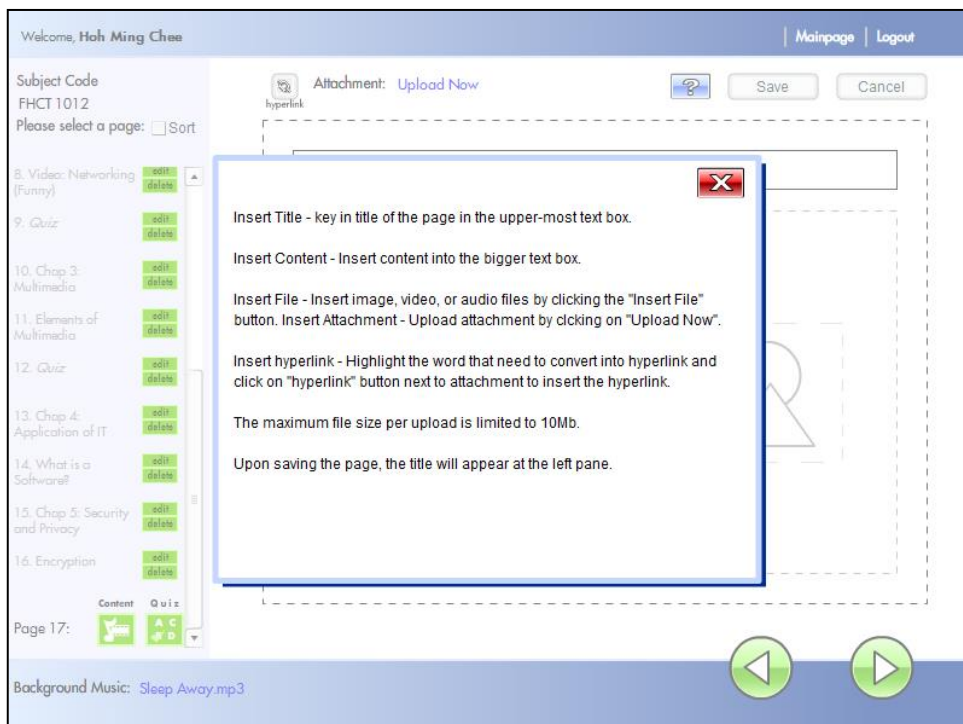 Welcome, Hoh Ming Chee
Mainpage
Logout
Subject Code
FHCT 1012
Please select a page:
Sort
hyperlink
Attachment: Upload Now
?
Save
Cancel
8. Video: Networking
(Funny)
edit
delete
9. Quiz
edit
delete
10. Chap 3:
Multimedia
edit
delete
11. Elements of
Multimedia
edit
delete
12. Quiz
edit
delete
13. Chap 4:
Application of IT
edit
delete
14. What is a
Software?
edit
delete
15. Chap 5: Security
and Privacy
edit
delete
16. Encryption
edit
delete
Content
Quiz
Page 17:
A C
D
X
Insert Title - key in title of the page in the upper-most text box.
Insert Content - Insert content into the bigger text box.
Insert File - Insert image, video, or audio files by clicking the "Insert File"
button. Insert Attachment - Upload attachment by clcking on "Upload Now".
Insert hyperlink - Highlight the word that need to convert into hyperlink and
click on "hyperlink" button next to attachment to insert the hyperlink.
The maximum file size per upload is limited to 10Mb.
Upon saving the page, the title will appear at the left pane.
Background Music: Sleep Away.mp3